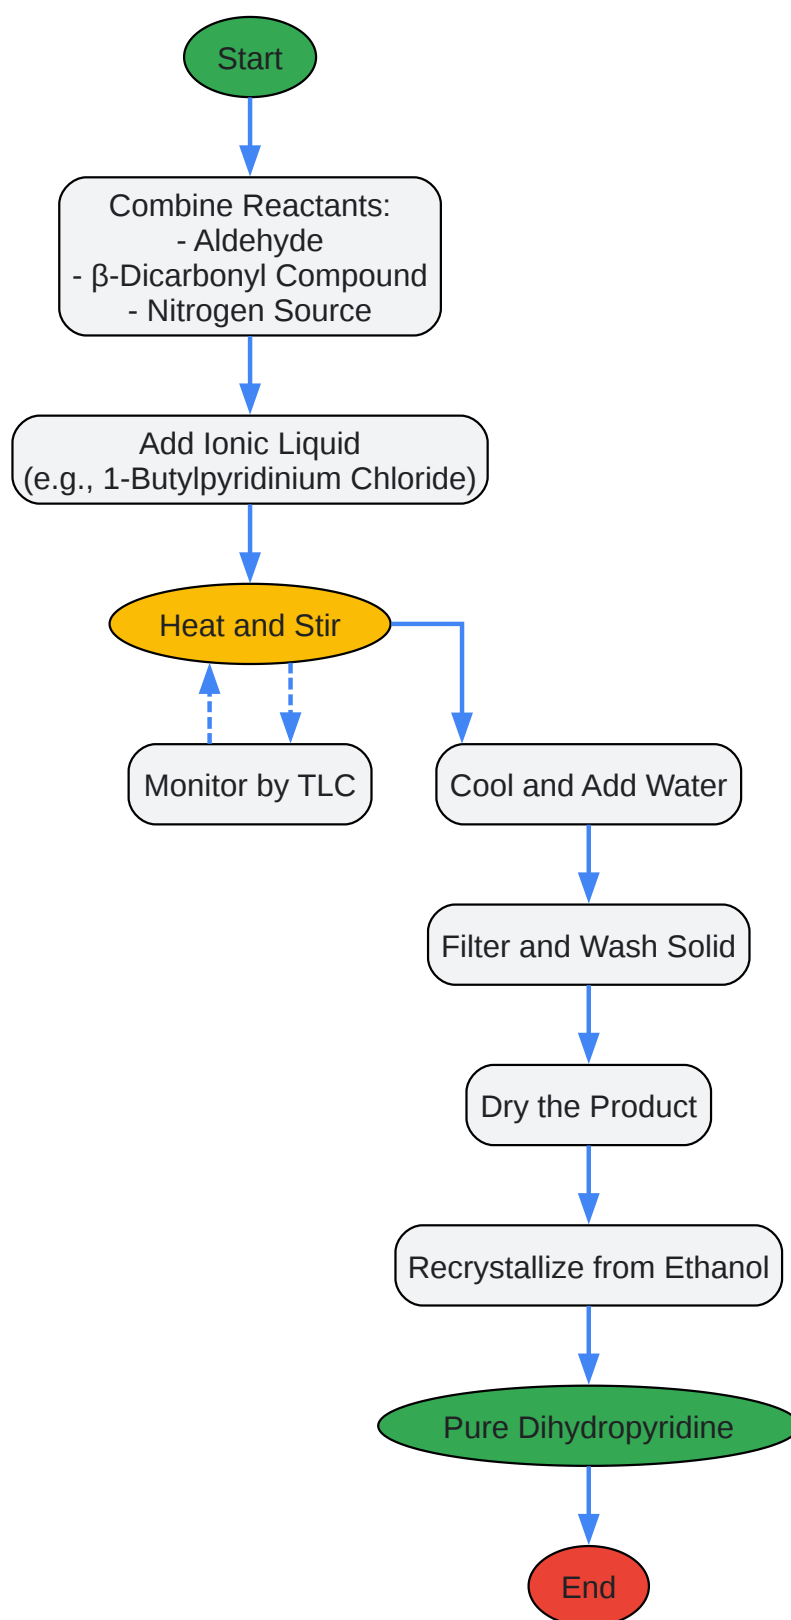 Start
Combine Reactants:
- Aldehyde
- β-Dicarbonyl Compound
- Nitrogen Source
Add Ionic Liquid
(e.g., 1-Butylpyridinium Chloride)
Heat and Stir
Monitor by TLC
Cool and Add Water
Filter and Wash Solid
Dry the Product
Recrystallize from Ethanol
Pure Dihydropyridine
End